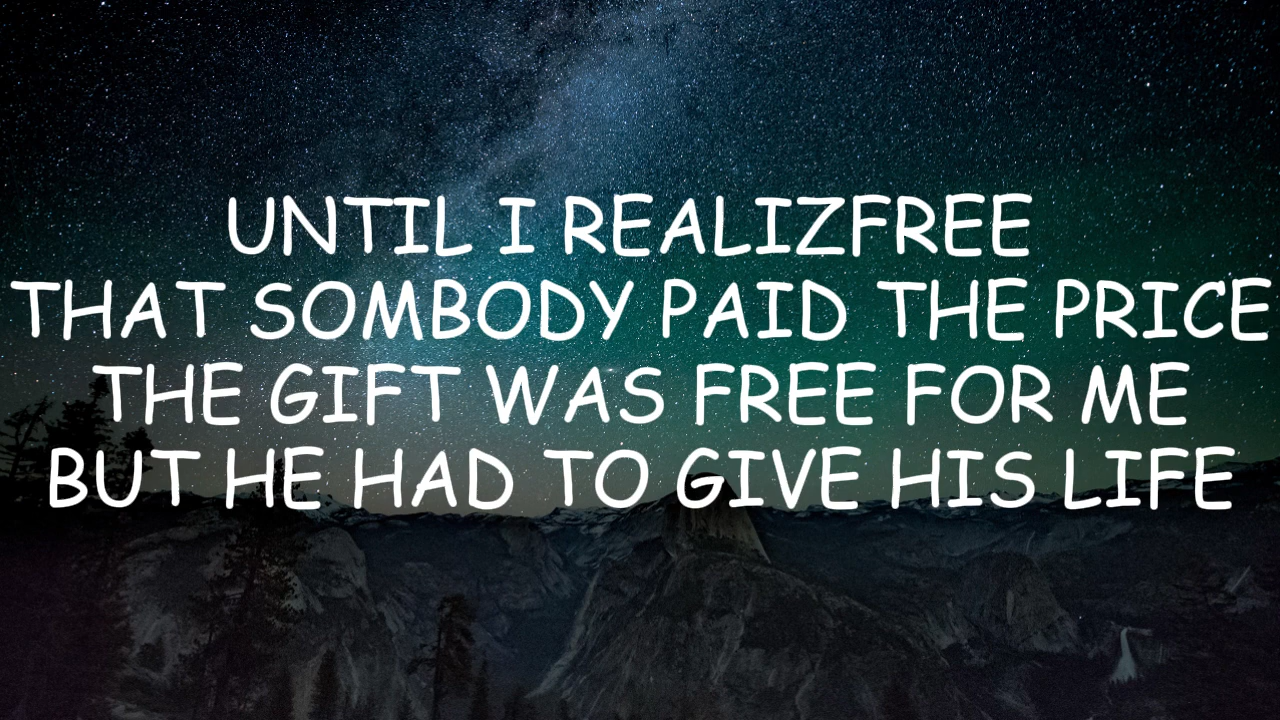 UNTIL I REALIZFREE
THAT SOMBODY PAID THE PRICE
THE GIFT WAS FREE FOR ME
BUT HE HAD TO GIVE HIS LIFE